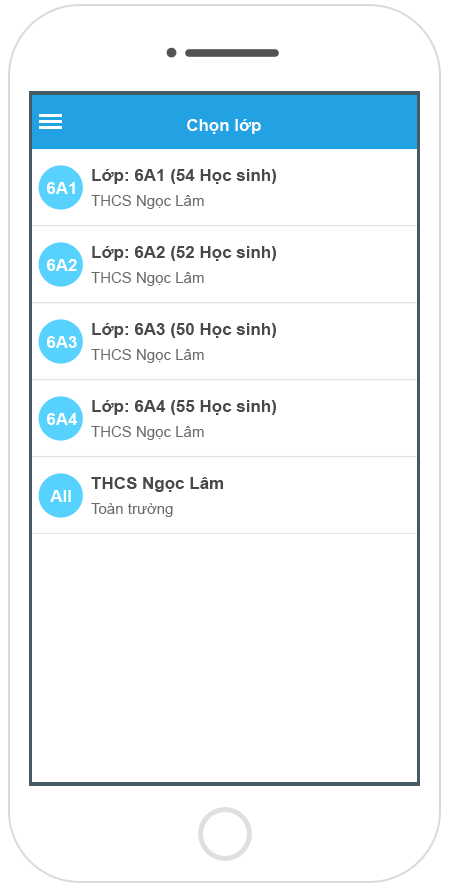 Chọn lớp
6A1
Lớp: 6A1 (54 Học sinh)
THCS Ngọc Lâm
6A2
Lớp: 6A2 (52 Học sinh)
THCS Ngọc Lâm
6A3
Lớp: 6A3 (50 Học sinh)
THCS Ngọc Lâm
6A4
Lớp: 6A4 (55 Học sinh)
THCS Ngọc Lâm
All
THCS Ngọc Lâm
Toàn trường